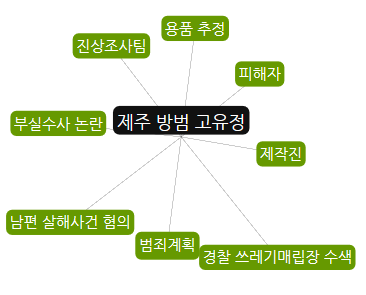 용품 추정
진상조사팀
피해자
부실수사 논란
제주 방범 고유정
제작진
남편 살해사건 혐의
범죄계획
경찰 쓰레기매립장 수색